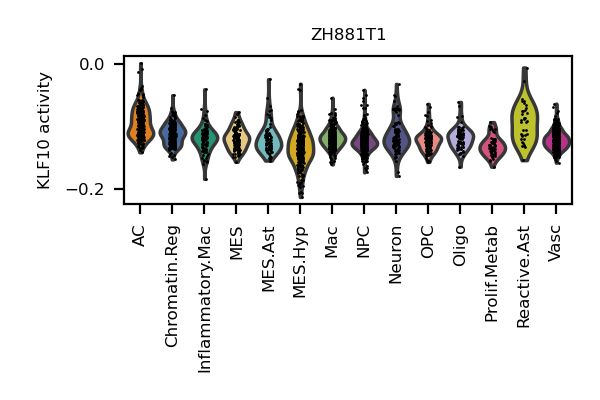 ZH881T1
KLF10 activity
0.0
−0.2
AC
Chromatin.Reg
Inflammatory.Mac
MES
MES.Ast
MES.Hyp
Mac
NPC
Neuron
OPC
Oligo
Prolif.Metab
Reactive.Ast
Vasc